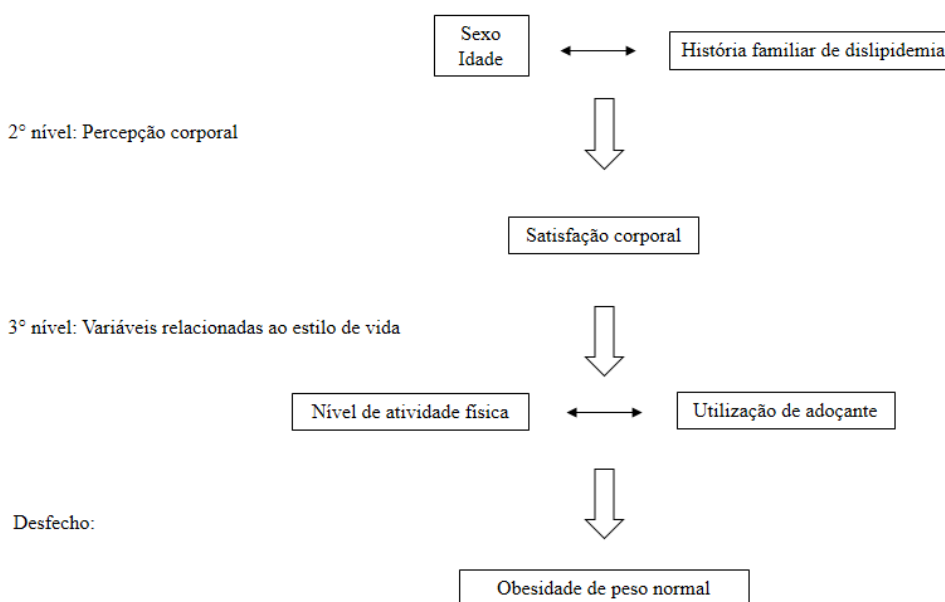 Sexo
Idade
História familiar de dislipidemia
2° nível: Percepção corporal
Satisfação corporal
3° nível: Variáveis relacionadas ao estilo de vida
Nível de atividade física
Utilização de adoçante
Desfecho:
Obesidade de peso normal